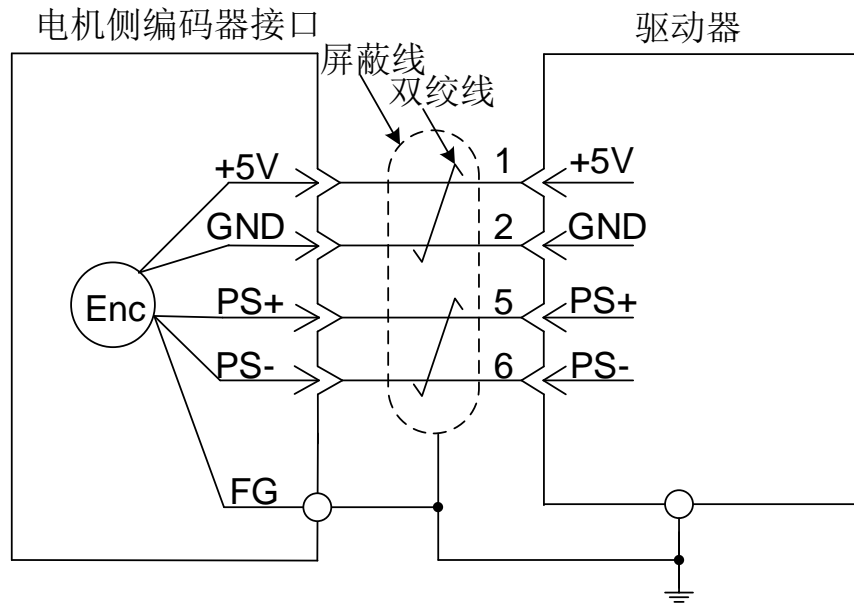 电机侧编码器接口
驱动器
屏蔽线
双绞线
+5V
1
+5V
GND
2
GND
Enc
PS+
5
PS+
PS-
6
PS-
FG